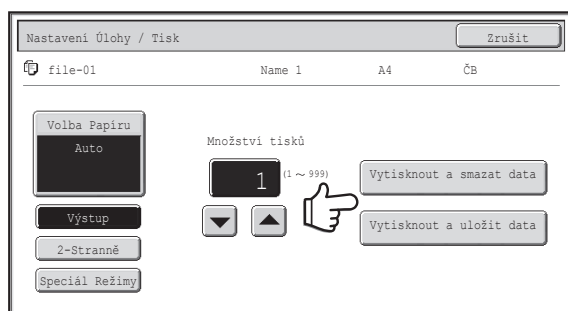 Nastavení Úlohy / Tisk
Zrušit
file-01 Name 1 A4 ČB
Volba Papíru
Auto
Množství tisků
1 (1 ~ 999)
Vytisknout a smazat data
Výstup
Vytisknout a uložit data
2-Stranně
Speciál Režimy